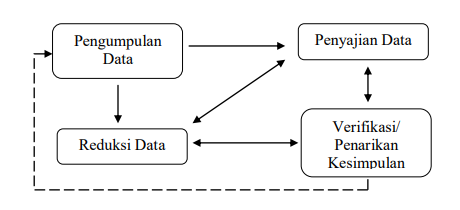 Pengumpulan
Data
Penyajian Data
Reduksi Data
Verifikasi/
Penarikan
Kesimpulan